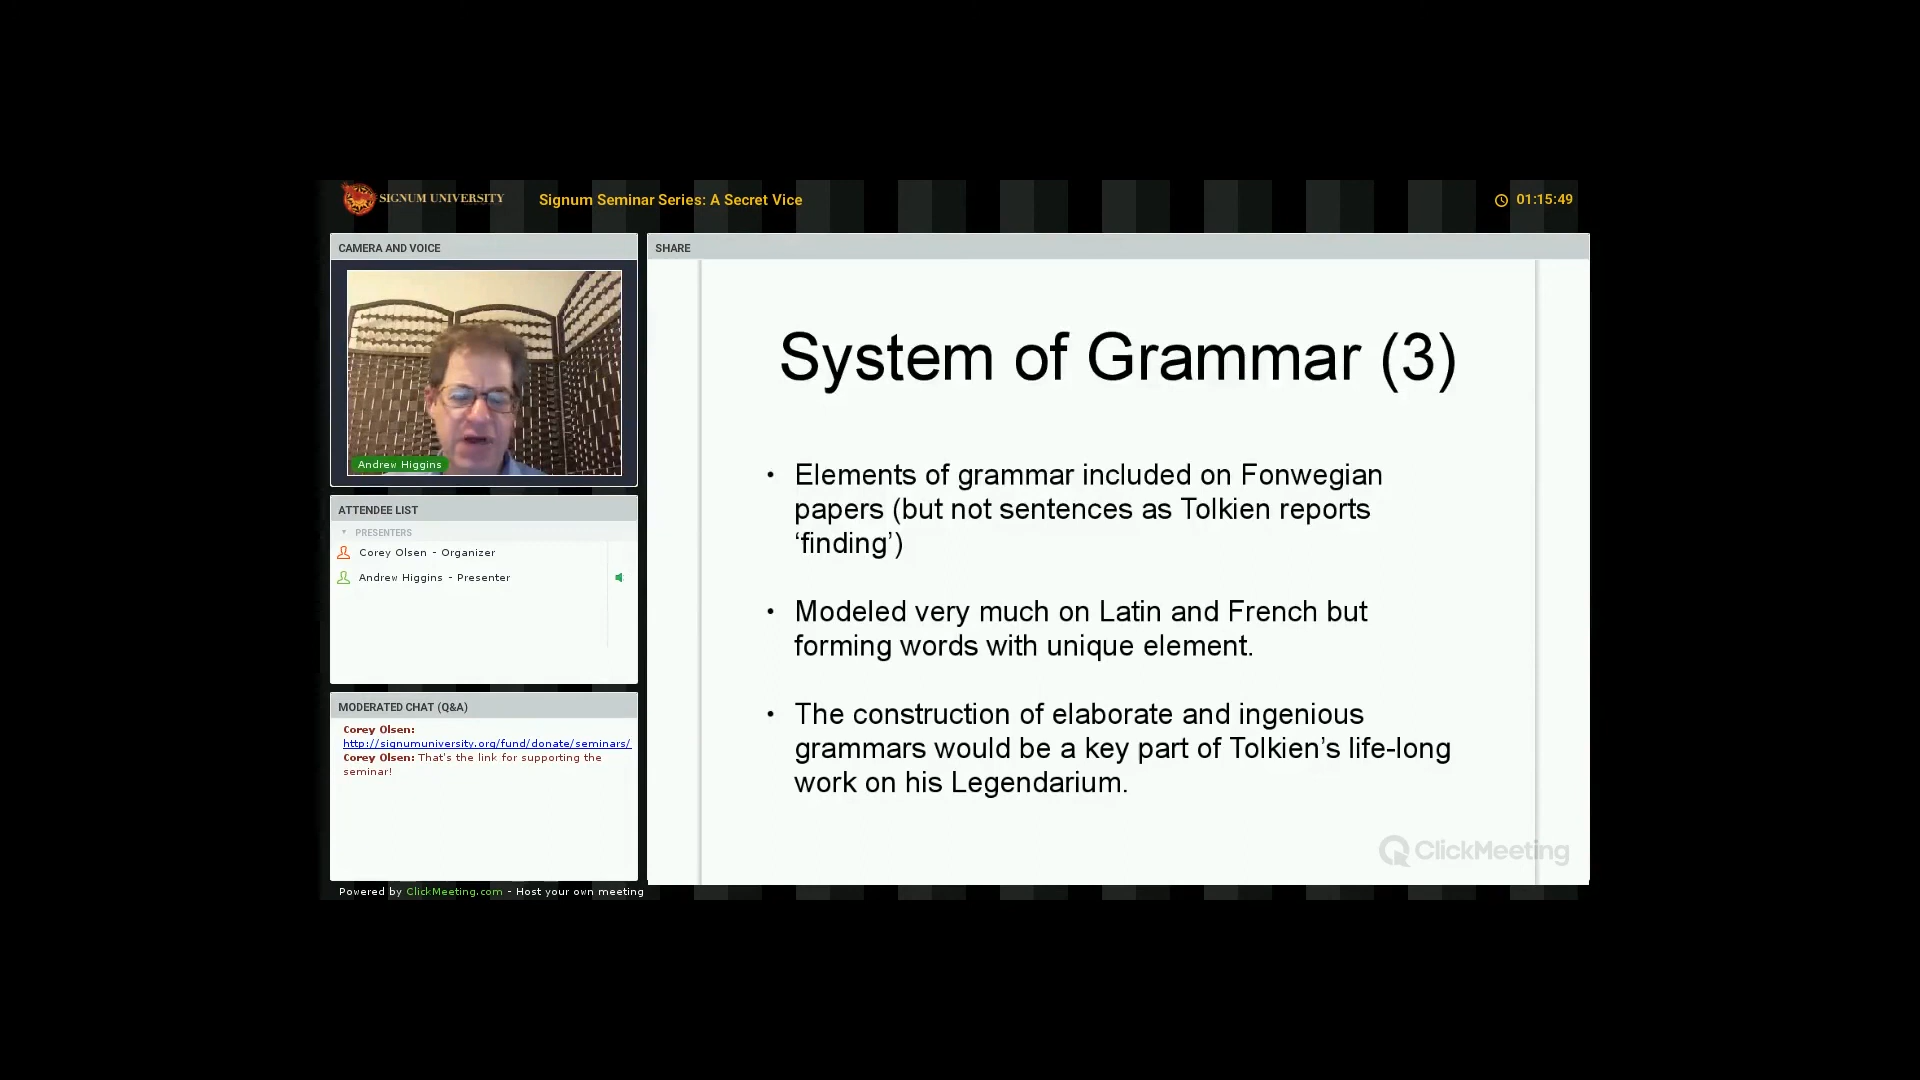 SIGNUM UNIVERSITY
Signum Seminar Series: A Secret Vice
01:15:49
CAMERA AND VOICE
Andrew Higgins
ATTENDEE LIST
PRESENTERS
Corey Olsen - Organizer
Andrew Higgins - Presenter
MODERATED CHAT (Q&A)
Corey Olsen:
http://signumuniversity.org/fund/donate/seminars/
Corey Olsen: That's the link for supporting the
seminar!
Powered by ClickMeeting.com - Host your own meeting
SHARE
System of Grammar (3)
• Elements of grammar included on Fonwegian
papers (but not sentences as Tolkien reports
‘finding’)
• Modeled very much on Latin and French but
forming words with unique element.
• The construction of elaborate and ingenious
grammars would be a key part of Tolkien’s life-long
work on his Legendarium.
ClickMeeting